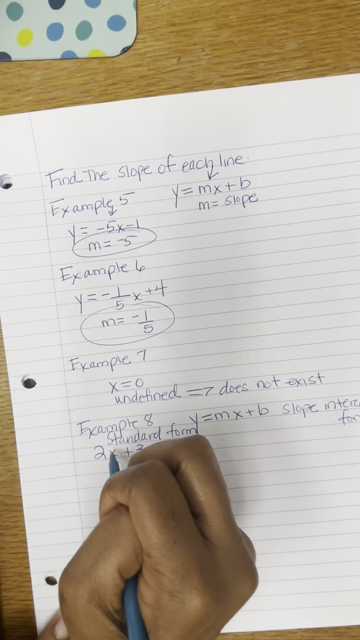 Find The slope of each line.
Example 5
y = mx + b
y = -5x - 1
m = slope
m = -5
Example 6
y = -1/5 x + 4
m = -1/5
Example 7
x = 0
undefined => does not exist
Example 8
y = mx + b slope
Standard form
2x +